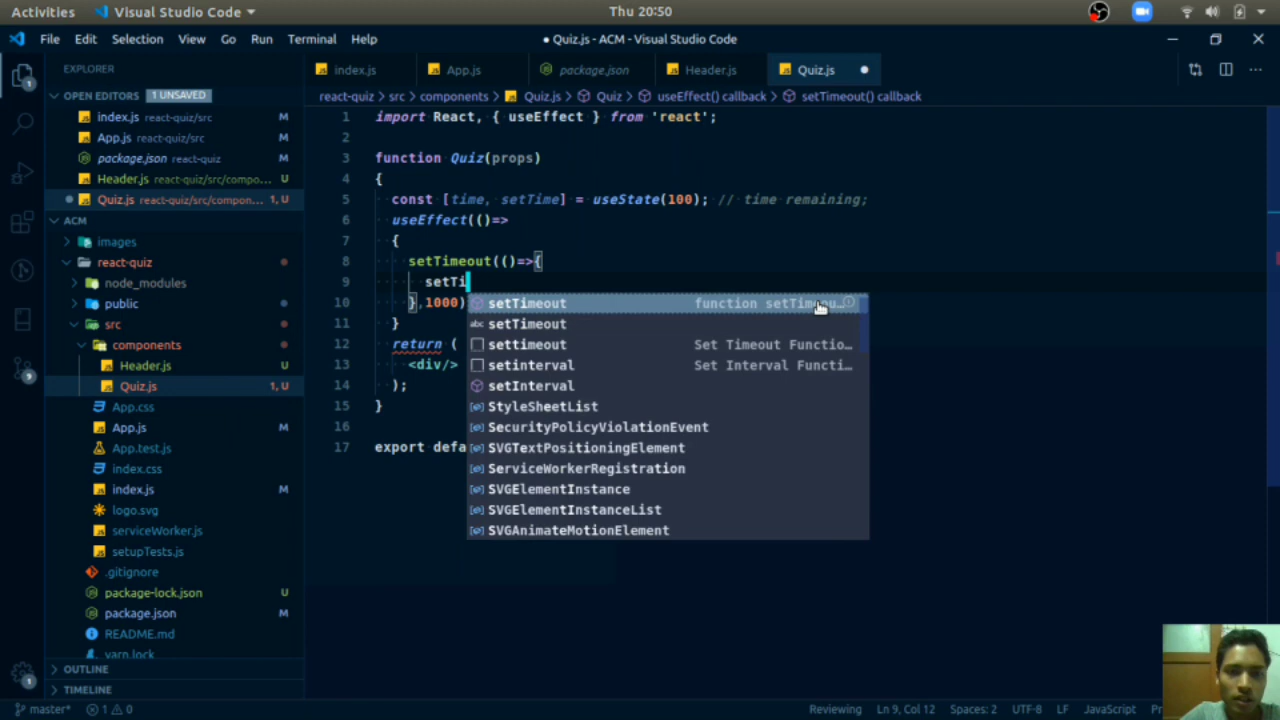 Activities Visual Studio Code Thu 20:50
File Edit Selection View Go Run Terminal Help ● Quiz.js - ACM - Visual Studio Code
EXPLORER
OPEN EDITORS 1 UNSAVED
index.js react-quiz/src M
App.js react-quiz/src M
package.json react-quiz M
Header.js react-quiz/src/compo... U
Quiz.js react-quiz/src/compon... 1, U
ACM
images
react-quiz
node_modules
public
src
components
Header.js U
Quiz.js 1, U
App.css
App.js M
App.test.js
index.css
index.js M
logo.svg
serviceWorker.js
setupTests.js
.gitignore
package-lock.json U
package.json M
README.md
yarn.lock
OUTLINE
TIMELINE
index.js App.js package.json Header.js Quiz.js
react-quiz > src > components > Quiz.js > Quiz > useEffect() callback > setTimeout() callback
1 import React, { useEffect } from 'react';
2
3 function Quiz(props)
4 {
5 const [time, setTime] = useState(100); // time remaining;
6 useEffect(()=>
7 {
8 setTimeout(()=>{
9 setTi
10 },1000)
11 }
12 return (
13 <div/>
14 );
15 }
16
17 export defa
setTimeout function setTimeou…
setTimeout
settimeout Set Timeout Functio…
setinterval Set Interval Functi…
setInterval
StyleSheetList
SecurityPolicyViolationEvent
SVGTextPositioningElement
ServiceWorkerRegistration
SVGElementInstance
SVGElementInstanceList
SVGAnimateMotionElement
master* 1 0 Reviewing Ln 9, Col 12 Spaces: 2 UTF-8 LF JavaScript